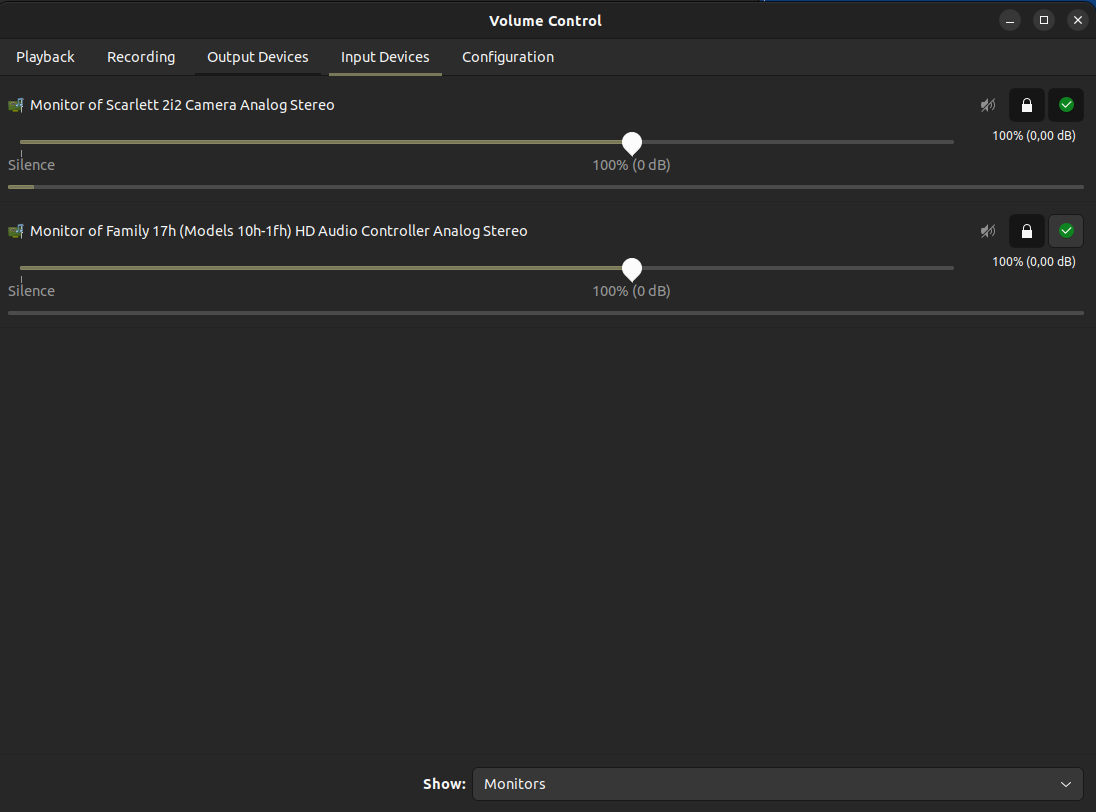 Volume Control
Playback Recording Output Devices Input Devices Configuration
Monitor of Scarlett 2i2 Camera Analog Stereo
100% (0,00 dB)
Silence 100% (0 dB)
Monitor of Family 17h (Models 10h-1fh) HD Audio Controller Analog Stereo
100% (0,00 dB)
Silence 100% (0 dB)
Show: Monitors